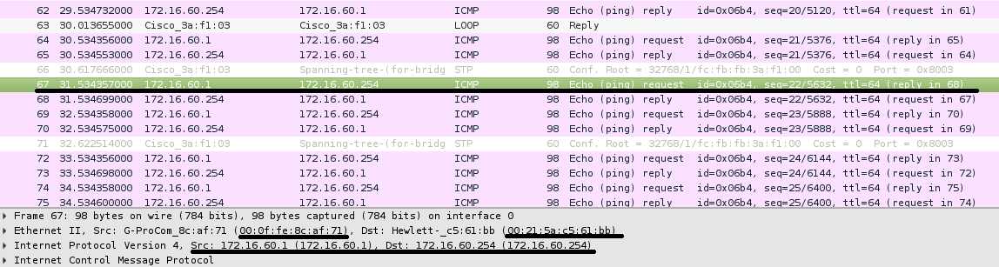 62 29.534732000 172.16.60.254 172.16.60.1 ICMP 98 Echo (ping) reply id=0x06b4, seq=20/5120, ttl=64 (request in 61)
63 30.013655000 Cisco_3a:f1:03 Cisco_3a:f1:03 LOOP 60 Reply
64 30.534356000 172.16.60.1 172.16.60.254 ICMP 98 Echo (ping) request id=0x06b4, seq=21/5376, ttl=64 (reply in 65)
65 30.534553000 172.16.60.254 172.16.60.1 ICMP 98 Echo (ping) reply id=0x06b4, seq=21/5376, ttl=64 (request in 64)
66 30.617666000 Cisco_3a:f1:03 Spanning-tree-(for-bridg STP 60 Conf. Root = 32768/1/fc:fb:fb:3a:f1:00 Cost = 0 Port = 0x8003
67 31.534357000 172.16.60.1 172.16.60.254 ICMP 98 Echo (ping) request id=0x06b4, seq=22/5632, ttl=64 (reply in 68)
68 31.534699000 172.16.60.254 172.16.60.1 ICMP 98 Echo (ping) reply id=0x06b4, seq=22/5632, ttl=64 (request in 67)
69 32.534358000 172.16.60.1 172.16.60.254 ICMP 98 Echo (ping) request id=0x06b4, seq=23/5888, ttl=64 (reply in 70)
70 32.534575000 172.16.60.254 172.16.60.1 ICMP 98 Echo (ping) reply id=0x06b4, seq=23/5888, ttl=64 (request in 69)
71 32.622514000 Cisco_3a:f1:03 Spanning-tree-(for-bridg STP 60 Conf. Root = 32768/1/fc:fb:fb:3a:f1:00 Cost = 0 Port = 0x8003
72 33.534356000 172.16.60.1 172.16.60.254 ICMP 98 Echo (ping) request id=0x06b4, seq=24/6144, ttl=64 (reply in 73)
73 33.534698000 172.16.60.254 172.16.60.1 ICMP 98 Echo (ping) reply id=0x06b4, seq=24/6144, ttl=64 (request in 72)
74 34.534358000 172.16.60.1 172.16.60.254 ICMP 98 Echo (ping) request id=0x06b4, seq=25/6400, ttl=64 (reply in 75)
75 34.534600000 172.16.60.254 172.16.60.1 ICMP 98 Echo (ping) reply id=0x06b4, seq=25/6400, ttl=64 (request in 74)
Frame 67: 98 bytes on wire (784 bits), 98 bytes captured (784 bits) on interface 0
Ethernet II, Src: G-ProCom_8c:af:71 (00:0f:fe:8c:af:71), Dst: Hewlett-_c5:61:bb (00:21:5a:c5:61:bb)
Internet Protocol Version 4, Src: 172.16.60.1 (172.16.60.1), Dst: 172.16.60.254 (172.16.60.254)
Internet Control Message Protocol